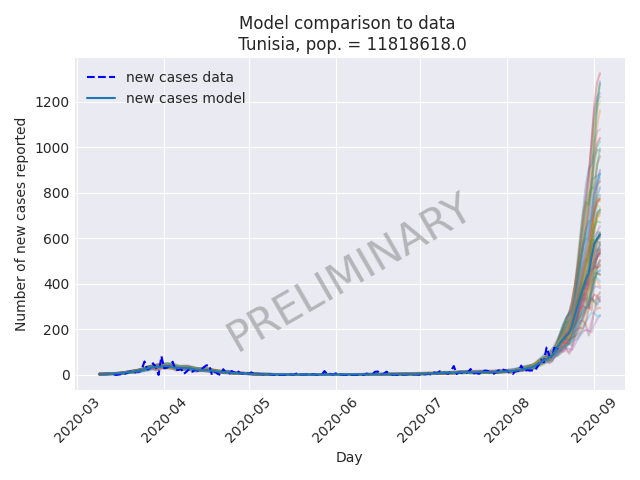 Model comparison to data
Tunisia, pop. = 11818618.0
new cases data
new cases model
Number of new cases reported
1200
1000
800
600
400
200
0
PRELIMINARY
2020-03
2020-04
2020-05
2020-06
2020-07
2020-08
2020-09
Day